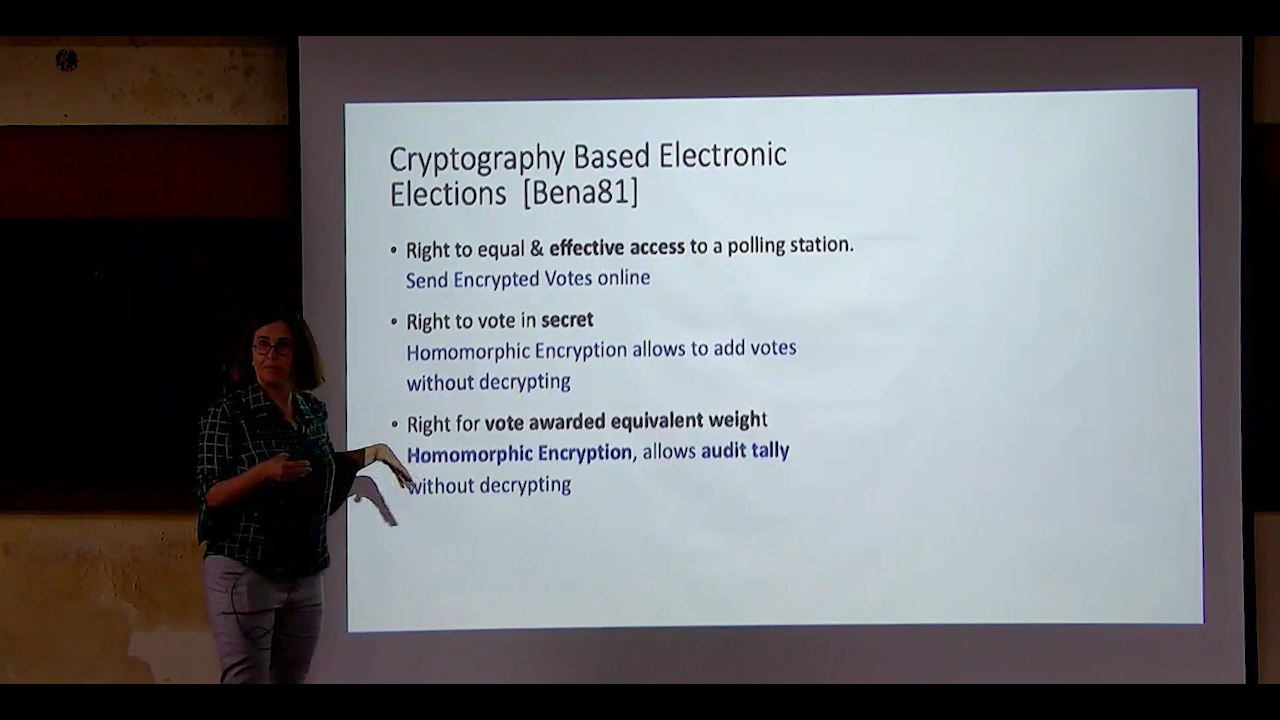 Cryptography Based Electronic
Elections [Bena81]
• Right to equal & effective access to a polling station.
Send Encrypted Votes online
• Right to vote in secret
Homomorphic Encryption allows to add votes
without decrypting
• Right for vote awarded equivalent weight
Homomorphic Encryption, allows audit tally
without decrypting